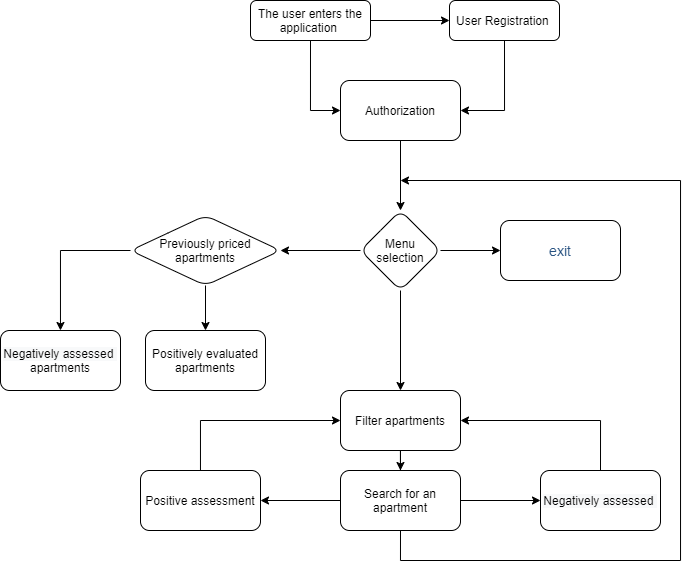 The user enters the
application
User Registration
Authorization
Previously priced
apartments
Menu
selection
exit
Negatively assessed
apartments
Positively evaluated
apartments
Filter apartments
Positive assessment
Search for an
apartment
Negatively assessed